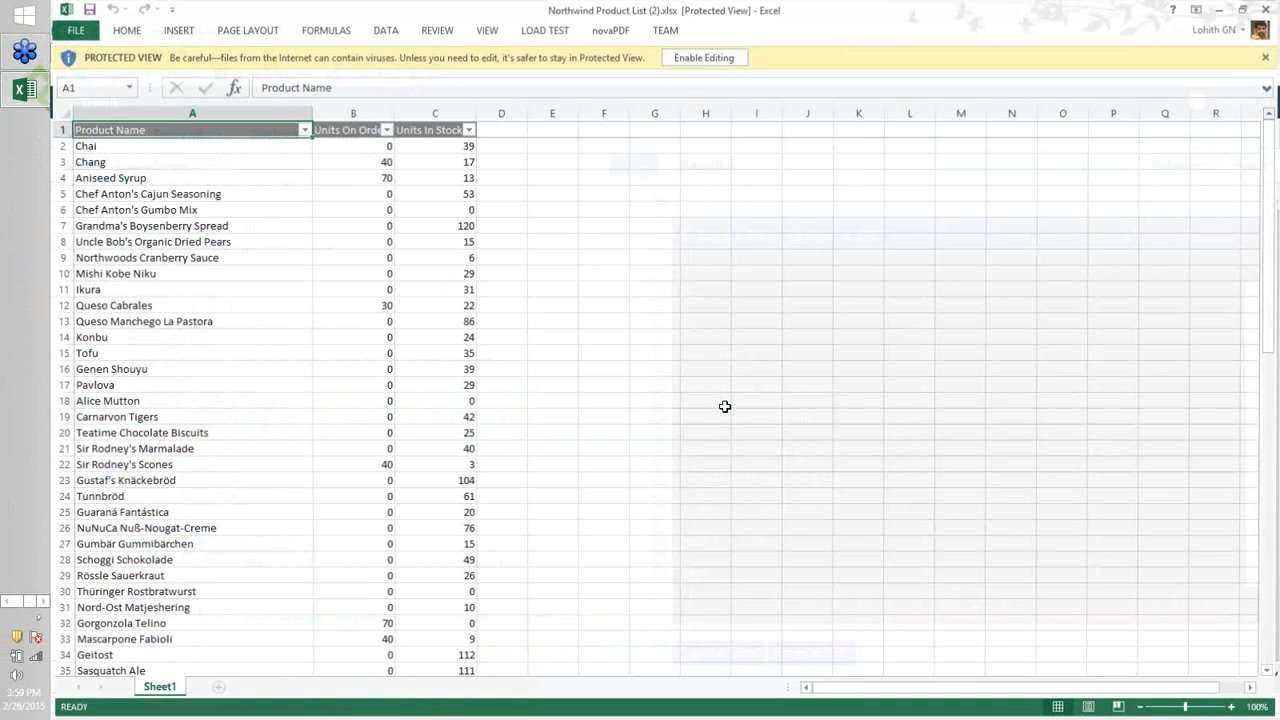 Northwind Product List (2).xlsx [Protected View] - Excel
FILE HOME INSERT PAGE LAYOUT FORMULAS DATA REVIEW VIEW LOAD TEST novaPDF TEAM Lohith GN
PROTECTED VIEW Be careful—files from the Internet can contain viruses. Unless you need to edit, it's safer to stay in Protected View. Enable Editing
A1 fx Product Name
A B C D E F G H I J K L M N O P Q R
1 Product Name Units On Orde Units In Stock
2 Chai 0 39
3 Chang 40 17
4 Aniseed Syrup 70 13
5 Chef Anton's Cajun Seasoning 0 53
6 Chef Anton's Gumbo Mix 0 0
7 Grandma's Boysenberry Spread 0 120
8 Uncle Bob's Organic Dried Pears 0 15
9 Northwoods Cranberry Sauce 0 6
10 Mishi Kobe Niku 0 29
11 Ikura 0 31
12 Queso Cabrales 30 22
13 Queso Manchego La Pastora 0 86
14 Konbu 0 24
15 Tofu 0 35
16 Genen Shouyu 0 39
17 Pavlova 0 29
18 Alice Mutton 0 0
19 Carnarvon Tigers 0 42
20 Teatime Chocolate Biscuits 0 25
21 Sir Rodney's Marmalade 0 40
22 Sir Rodney's Scones 40 3
23 Gustaf's Knäckebröd 0 104
24 Tunnbröd 0 61
25 Guaraná Fantástica 0 20
26 NuNuCa Nuß-Nougat-Creme 0 76
27 Gumbär Gummibärchen 0 15
28 Schoggi Schokolade 0 49
29 Rössle Sauerkraut 0 26
30 Thüringer Rostbratwurst 0 0
31 Nord-Ost Matjeshering 0 10
32 Gorgonzola Telino 70 0
33 Mascarpone Fabioli 40 9
34 Geitost 0 112
35 Sasquatch Ale 0 111
Sheet1
3:59 PM
2/26/2015
READY 100%